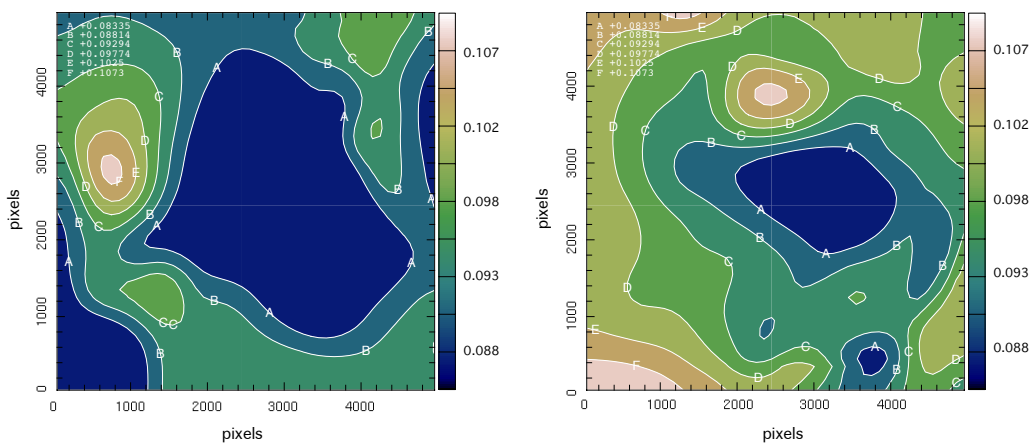 A +0.08335
B +0.08814
C +0.09294
D +0.09774
E +0.1025
F +0.1073
A
B
C
D
E
F
0
1000
2000
3000
4000
pixels
0
1000
2000
3000
4000
pixels
0.107
0.102
0.098
0.093
0.088
A +0.08335
B +0.08814
C +0.09294
D +0.09774
E +0.1025
F +0.1073
A
B
C
D
E
F
0
1000
2000
3000
4000
pixels
0
1000
2000
3000
4000
pixels
0.107
0.102
0.098
0.093
0.088